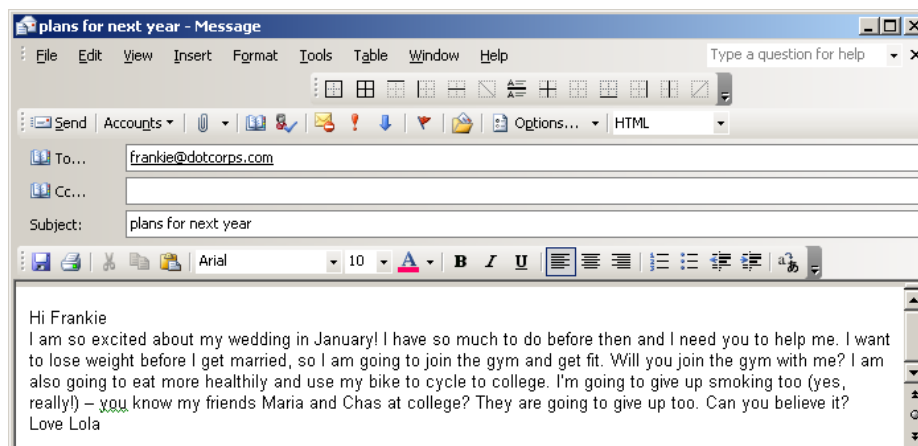 plans for next year - Message
File Edit View Insert Format Tools Table Window Help Type a question for help
Send Accounts Options... HTML
To... frankie@dotcorps.com
Cc...
Subject: plans for next year
Arial 10 A B I U
Hi Frankie
I am so excited about my wedding in January! I have so much to do before then and I need you to help me. I want
to lose weight before I get married, so I am going to join the gym and get fit. Will you join the gym with me? I am
also going to eat more healthily and use my bike to cycle to college. I'm going to give up smoking too (yes,
really!) – you know my friends Maria and Chas at college? They are going to give up too. Can you believe it?
Love Lola